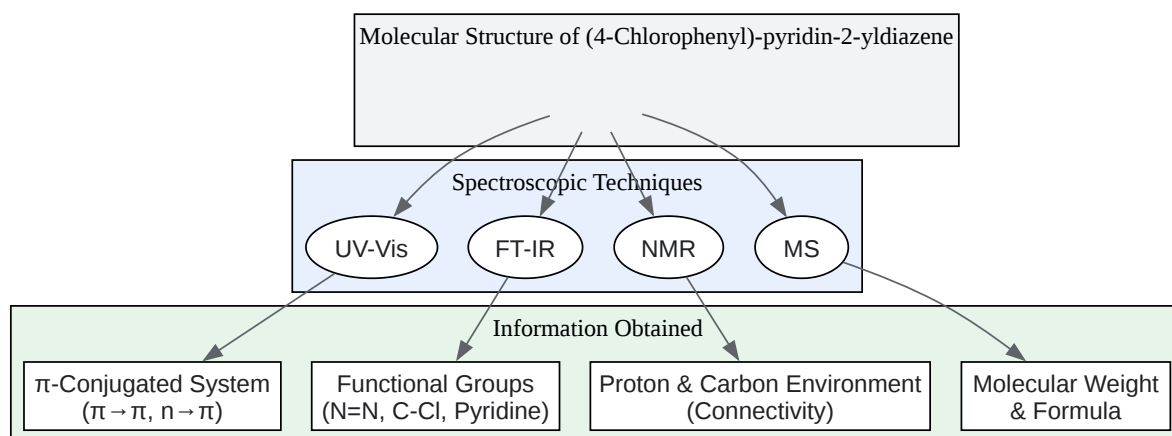 Molecular Structure of (4-Chlorophenyl)-pyridin-2-yldiazene
Spectroscopic Techniques
UV-Vis
FT-IR
NMR
MS
Information Obtained
π-Conjugated System
(π→π, n→π)
Functional Groups
(N=N, C-Cl, Pyridine)
Proton & Carbon Environment
(Connectivity)
Molecular Weight
& Formula